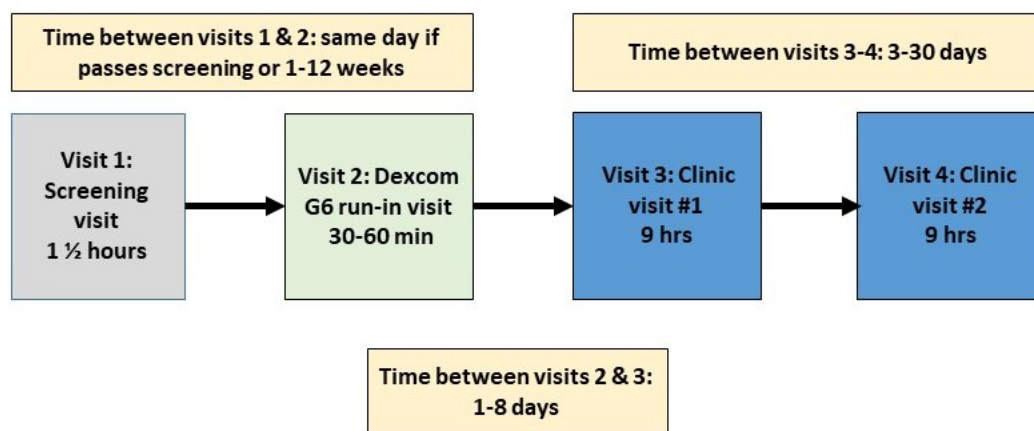 Time between visits 1 & 2: same day if
passes screening or 1-12 weeks
Time between visits 3-4: 3-30 days
Visit 1:
Screening
visit
1 ½ hours
Visit 2: Dexcom
G6 run-in visit
30-60 min
Visit 3: Clinic
visit #1
9 hrs
Visit 4: Clinic
visit #2
9 hrs
Time between visits 2 & 3:
1-8 days